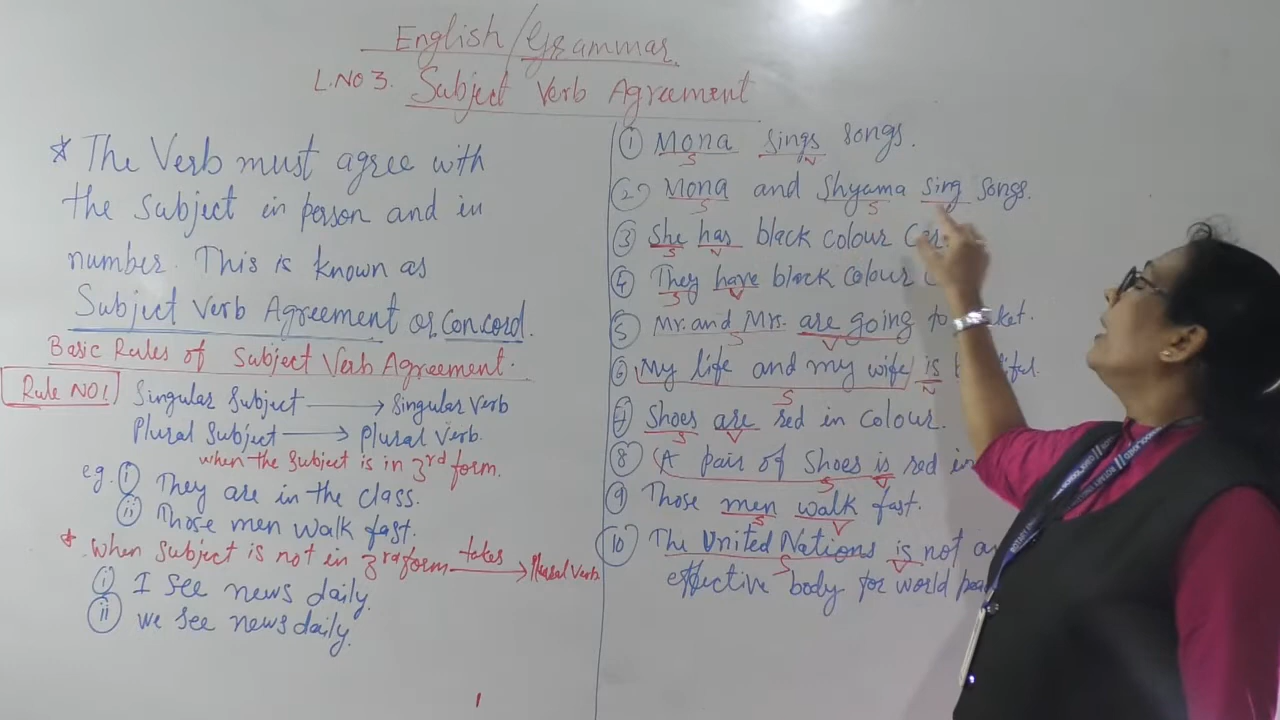 English/Grammar
L.NO 3. Subject Verb Agreement
* The Verb must agree with
the subject in person and in
number. This is known as
Subject Verb Agreement or Concord.
Basic Rules of Subject Verb Agreement.
Rule NO1 Singular Subject → Singular Verb
Plural Subject → Plural Verb.
when the subject is in 3rd form.
eg. i They are in the class.
ii Those men walk fast.
* when subject is not in 3rd form takes → Plural Verb
i I see news daily.
ii we see news daily.
1 Mona sings songs.
S V
2 Mona and Shyama sing songs.
S S
3 She has black colour
S V
4 They have black colour
S V
5 Mr. and Mrs. are going to
S V
6 My life and my wife is
S V
7 Shoes are red in colour.
S V
8 (A pair of Shoes is red in
S V
9 Those men walk fast.
S V
10 The United Nations is not
S V
effective body for world